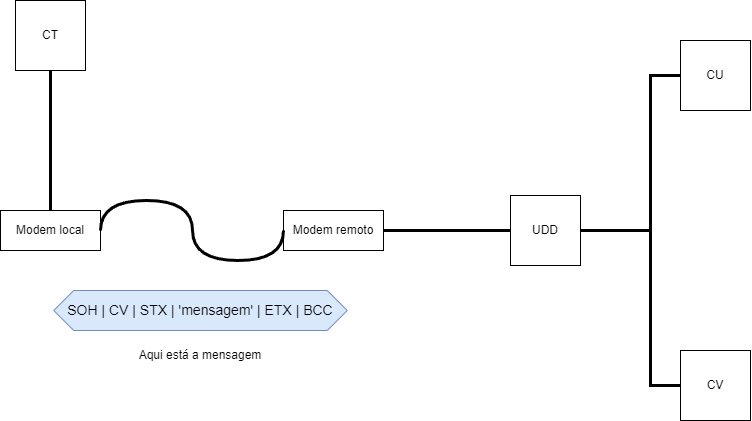 CT
CU
Modem local
Modem remoto
UDD
SOH | CV | STX | 'mensagem' | ETX | BCC
Aqui está a mensagem
CV